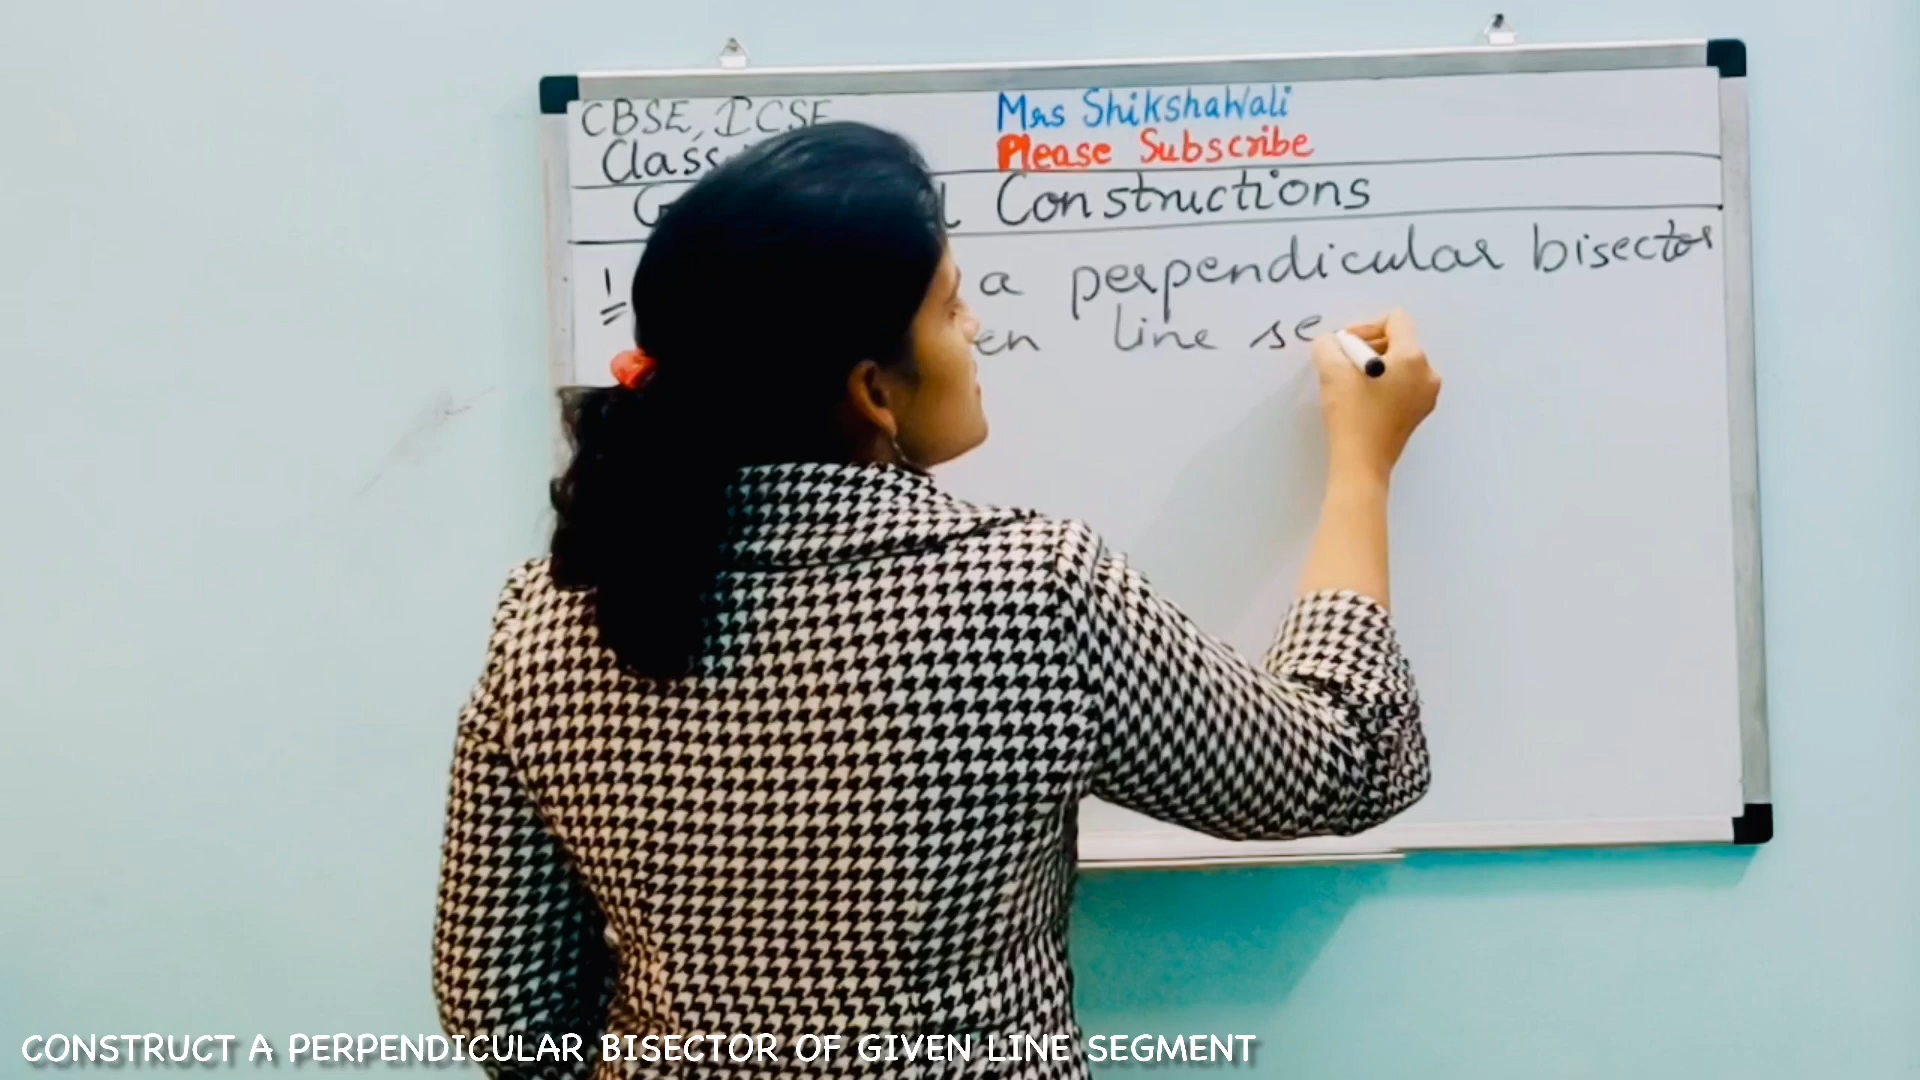 CBSE, ICSE
Class
Mrs ShikshaWali
Please Subscribe
Constructions
1 a perpendicular bisector
line se
CONSTRUCT A PERPENDICULAR BISECTOR OF GIVEN LINE SEGMENT